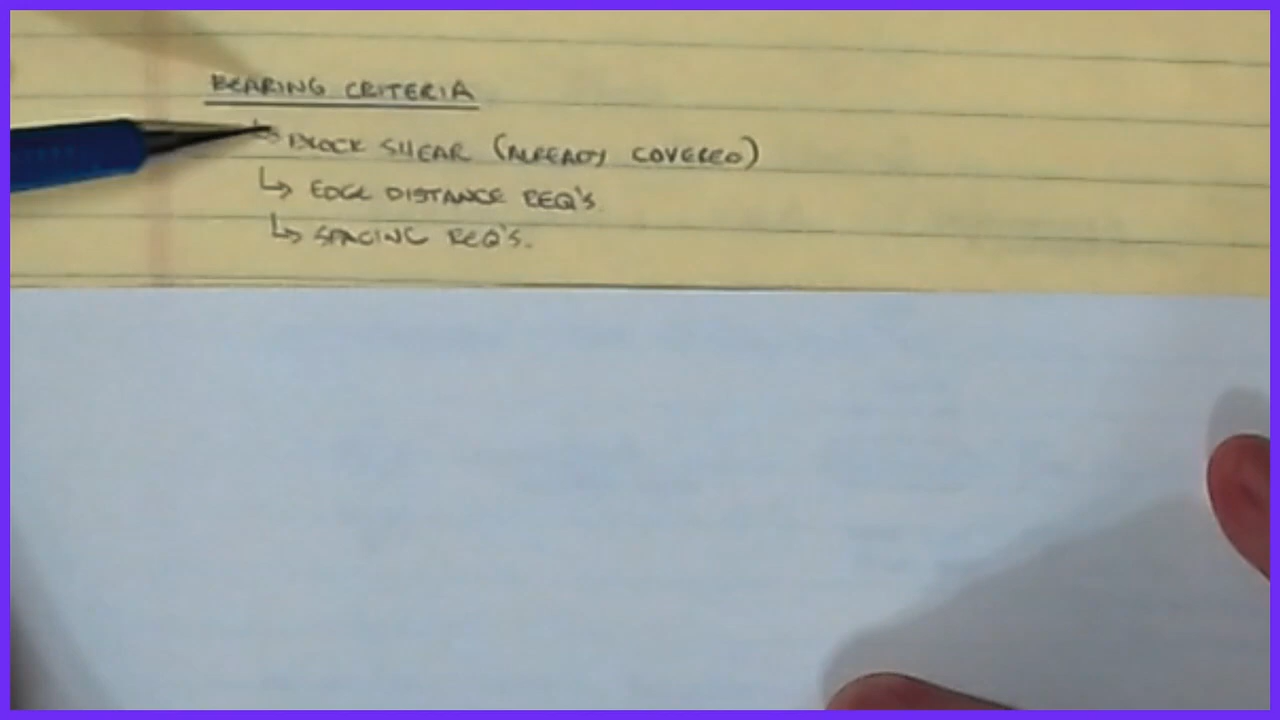 BEARING CRITERIA
↳ BLOCK SHEAR (ALREADY COVERED)
↳ EDGE DISTANCE REQ'S
↳ SPACING REQ'S.